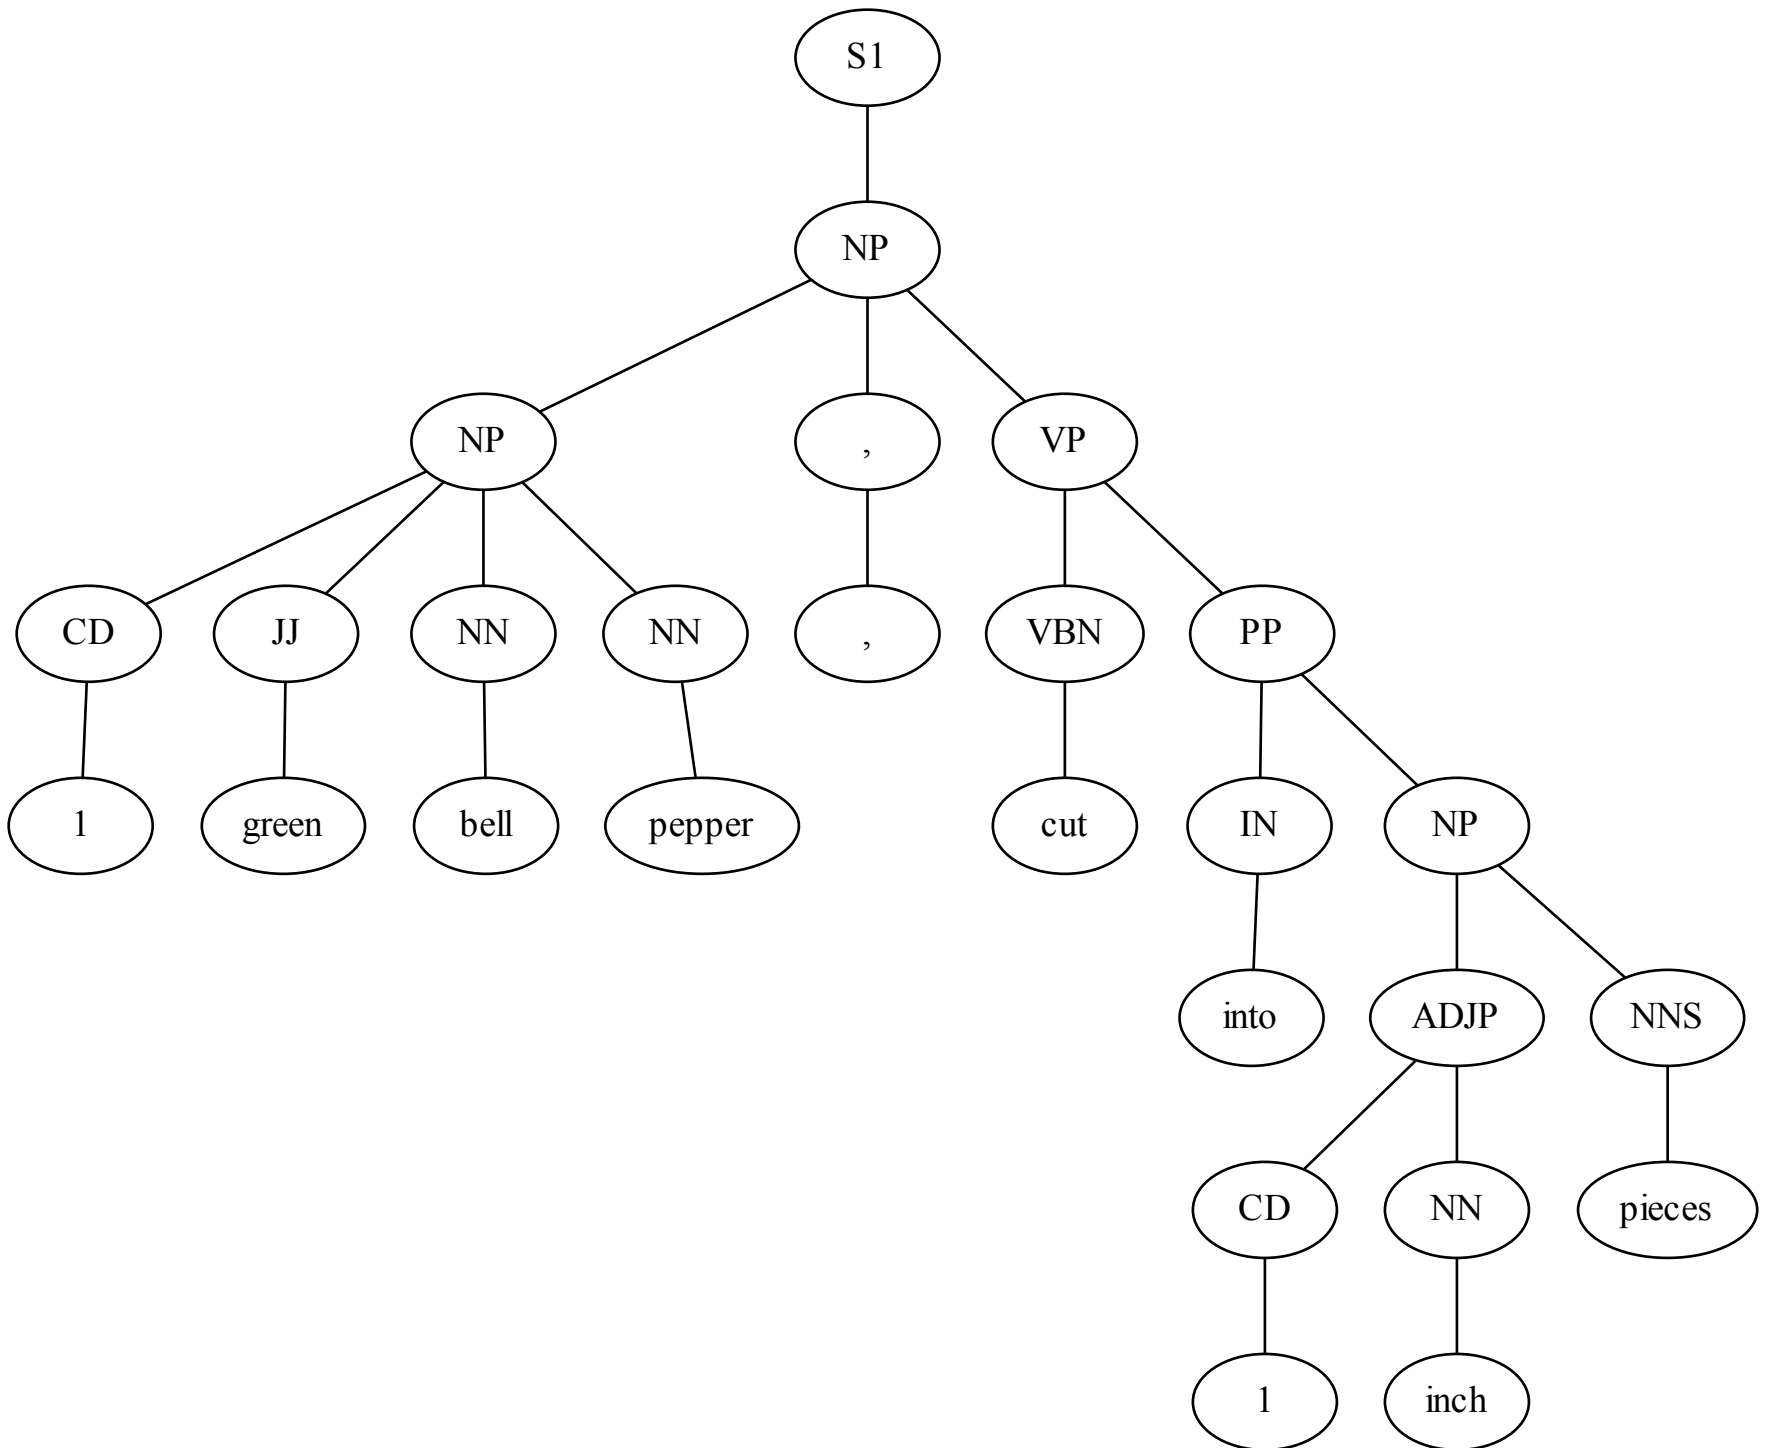 S1
NP
NP , VP
CD JJ NN NN , VBN PP
1 green bell pepper cut IN NP
into ADJP NNS
CD NN pieces
1 inch